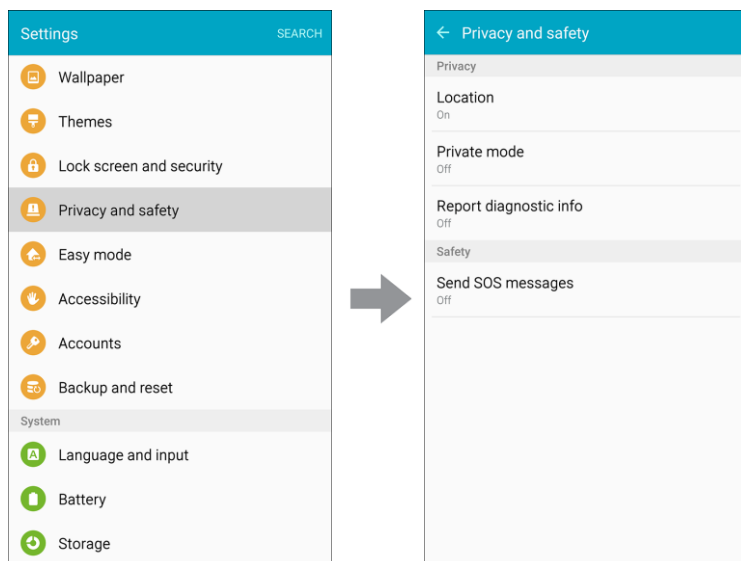 Settings SEARCH
Wallpaper
Themes
Lock screen and security
Privacy and safety
Easy mode
Accessibility
Accounts
Backup and reset
System
Language and input
Battery
Storage
Privacy and safety
Privacy
Location
On
Private mode
Off
Report diagnostic info
Off
Safety
Send SOS messages
Off